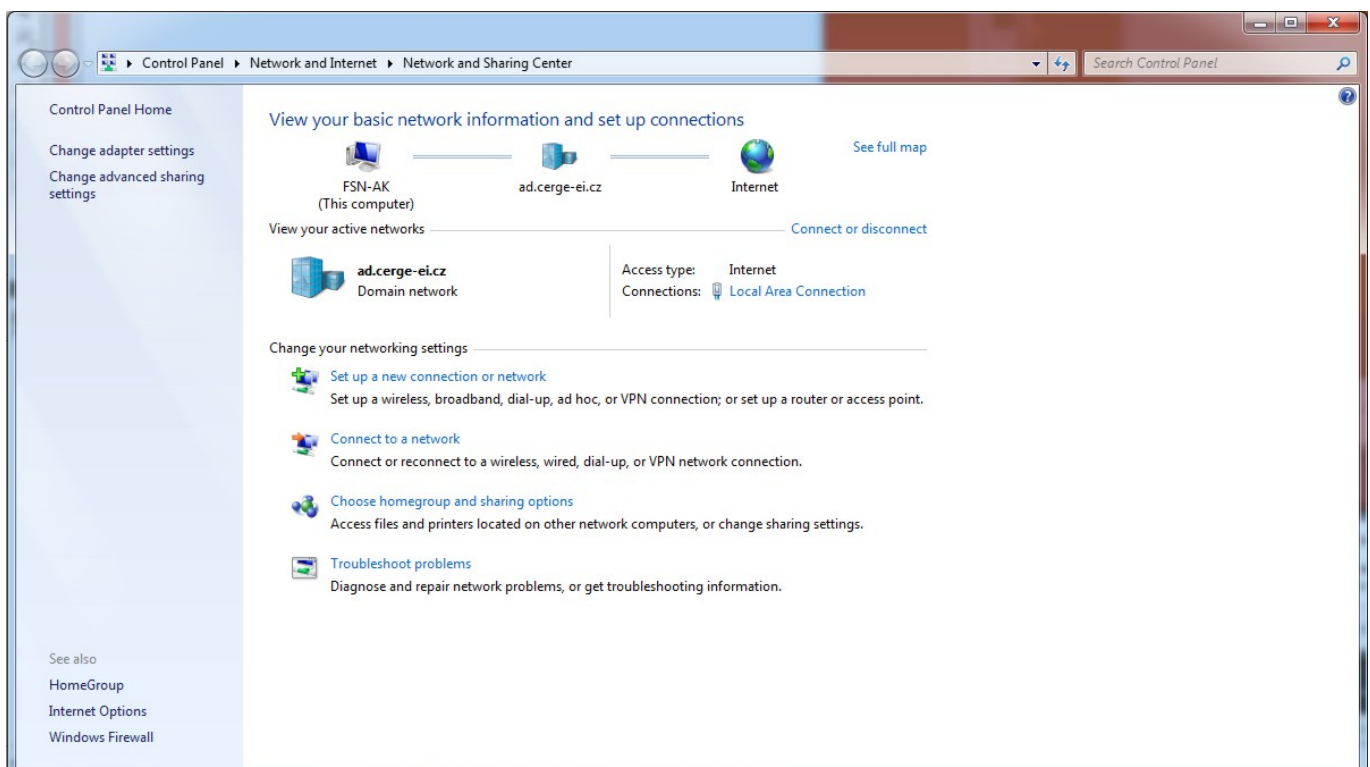 Control Panel ▸ Network and Internet ▸ Network and Sharing Center
Search Control Panel
Control Panel Home
Change adapter settings
Change advanced sharing
settings
View your basic network information and set up connections
See full map
FSN-AK
(This computer)
ad.cerge-ei.cz
Internet
View your active networks
Connect or disconnect
ad.cerge-ei.cz
Domain network
Access type: Internet
Connections: Local Area Connection
Change your networking settings
Set up a new connection or network
Set up a wireless, broadband, dial-up, ad hoc, or VPN connection; or set up a router or access point.
Connect to a network
Connect or reconnect to a wireless, wired, dial-up, or VPN network connection.
Choose homegroup and sharing options
Access files and printers located on other network computers, or change sharing settings.
Troubleshoot problems
Diagnose and repair network problems, or get troubleshooting information.
See also
HomeGroup
Internet Options
Windows Firewall